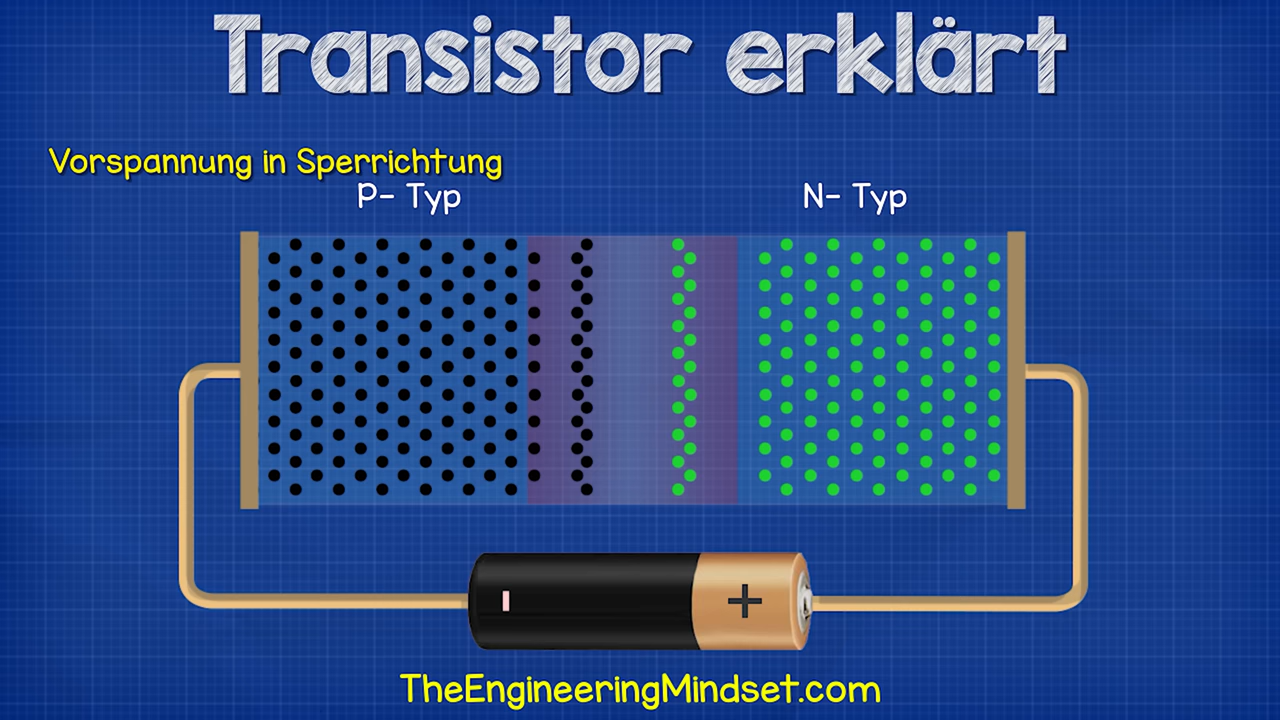 Transistor erklärt
Vorspannung in Sperrichtung
P- Typ
N- Typ
- +
TheEngineeringMindset.com